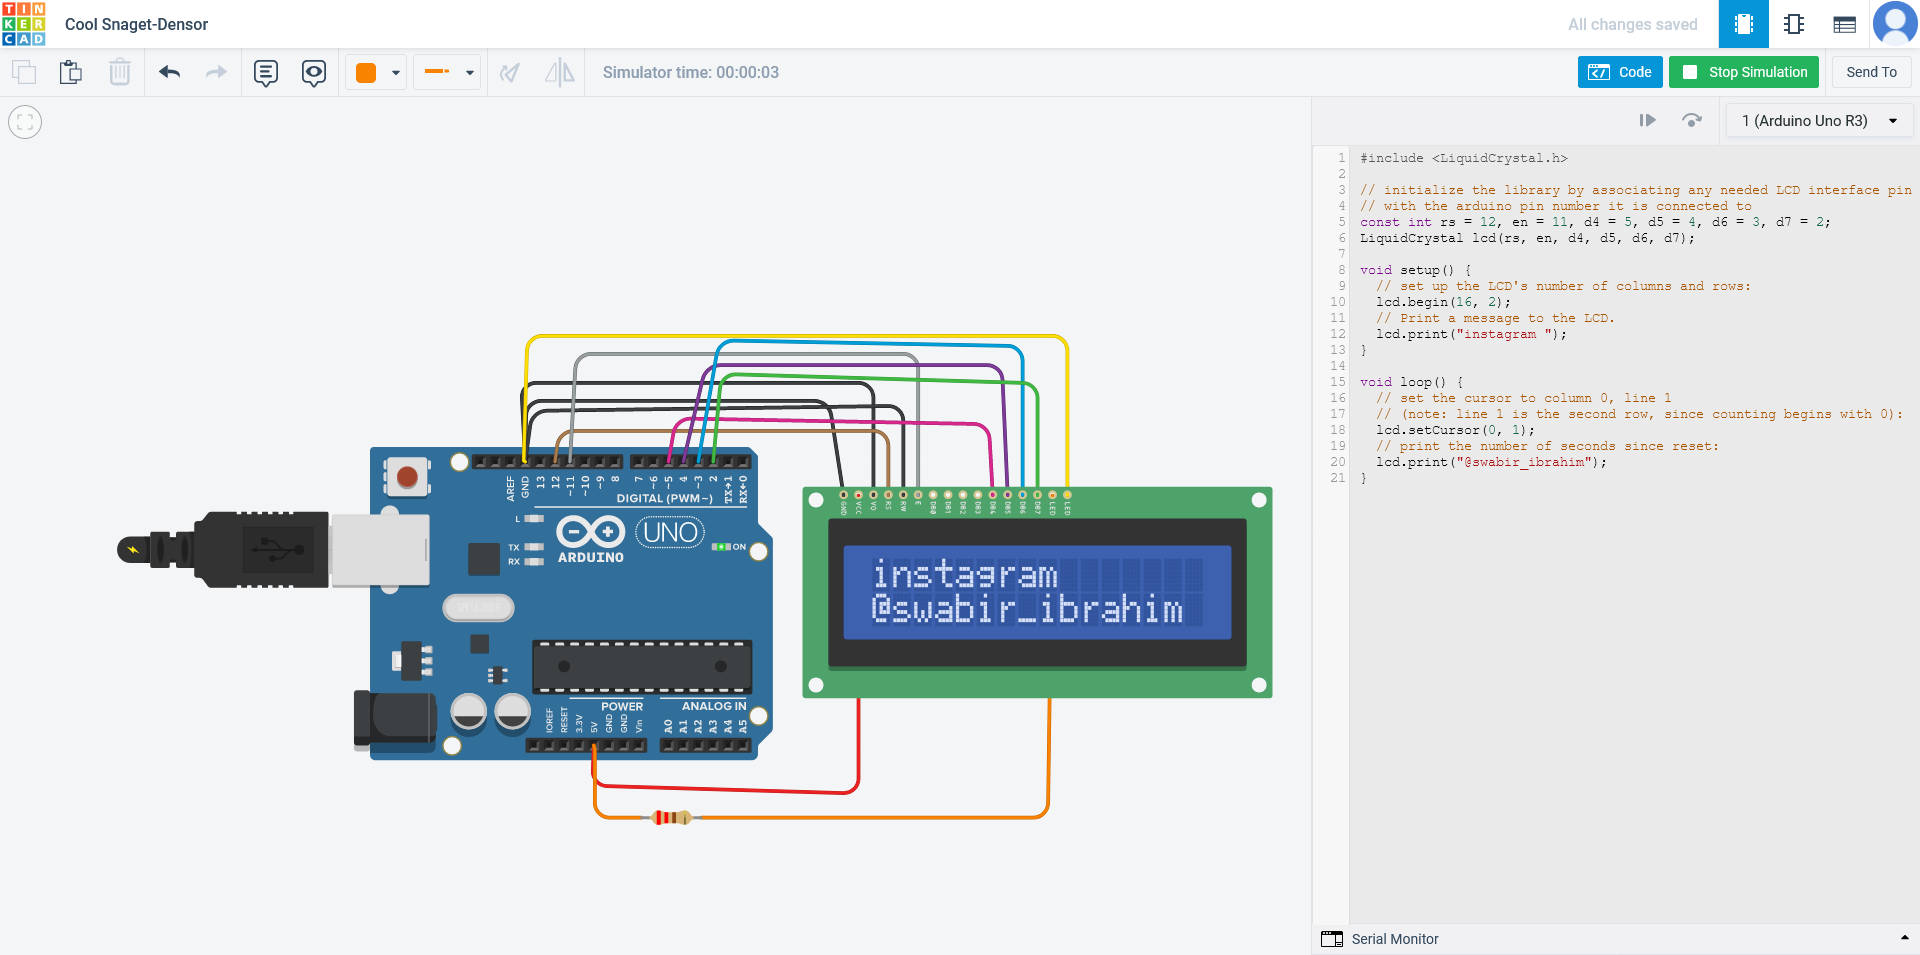 TIN
KER
CAD
Cool Snaget-Densor
All changes saved
Simulator time: 00:00:03
Code
Stop Simulation
Send To
1 (Arduino Uno R3)
1 #include <LiquidCrystal.h>
2
3 // initialize the library by associating any needed LCD interface pin
4 // with the arduino pin number it is connected to
5 const int rs = 12, en = 11, d4 = 5, d5 = 4, d6 = 3, d7 = 2;
6 LiquidCrystal lcd(rs, en, d4, d5, d6, d7);
7
8 void setup() {
9 // set up the LCD's number of columns and rows:
10 lcd.begin(16, 2);
11 // Print a message to the LCD.
12 lcd.print("instagram ");
13 }
14
15 void loop() {
16 // set the cursor to column 0, line 1
17 // (note: line 1 is the second row, since counting begins with 0):
18 lcd.setCursor(0, 1);
19 // print the number of seconds since reset:
20 lcd.print("@swabir_ibrahim");
21 }
AREF GND 13 12 ~11 ~10 ~9 8 7 ~6 ~5 4 ~3 2 TX→1 RX←0
DIGITAL (PWM~)
L
TX
RX
ARDUINO
UNO
ON
POWER
ANALOG IN
IOREF RESET 3.3V 5V GND GND Vin A0 A1 A2 A3 A4 A5
GND VCC VO RS RW E DB0 DB1 DB2 DB3 DB4 DB5 DB6 DB7 LED LED
instagram
@swabir_ibrahim
Serial Monitor